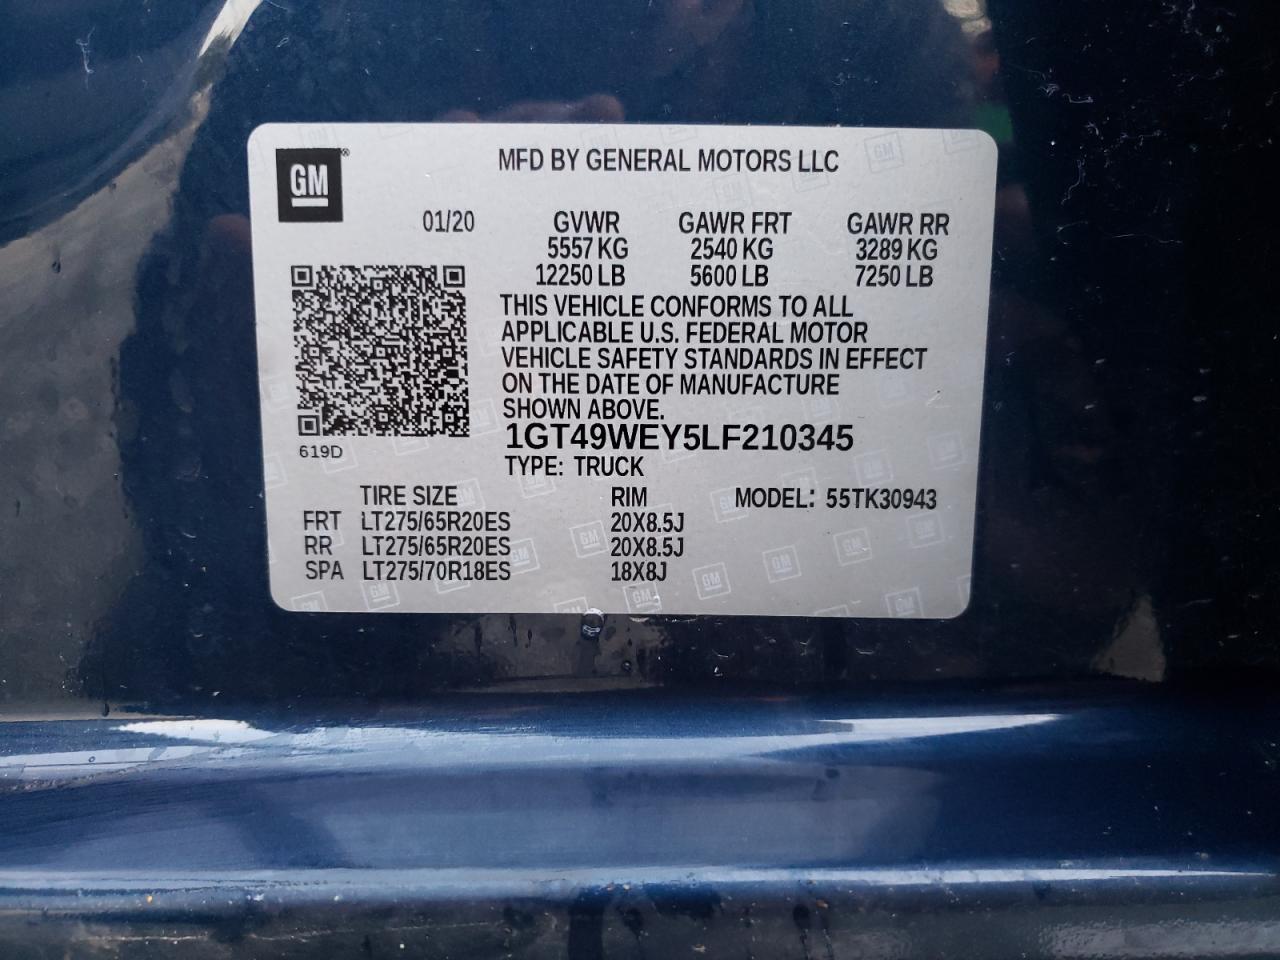 GM®
MFD BY GENERAL MOTORS LLC
01/20 GVWR GAWR FRT GAWR RR
5557 KG 2540 KG 3289 KG
12250 LB 5600 LB 7250 LB
THIS VEHICLE CONFORMS TO ALL
APPLICABLE U.S. FEDERAL MOTOR
VEHICLE SAFETY STANDARDS IN EFFECT
ON THE DATE OF MANUFACTURE
SHOWN ABOVE.
619D
1GT49WEY5LF210345
TYPE: TRUCK
TIRE SIZE RIM MODEL: 55TK30943
FRT LT275/65R20ES 20X8.5J
RR LT275/65R20ES 20X8.5J
SPA LT275/70R18ES 18X8J